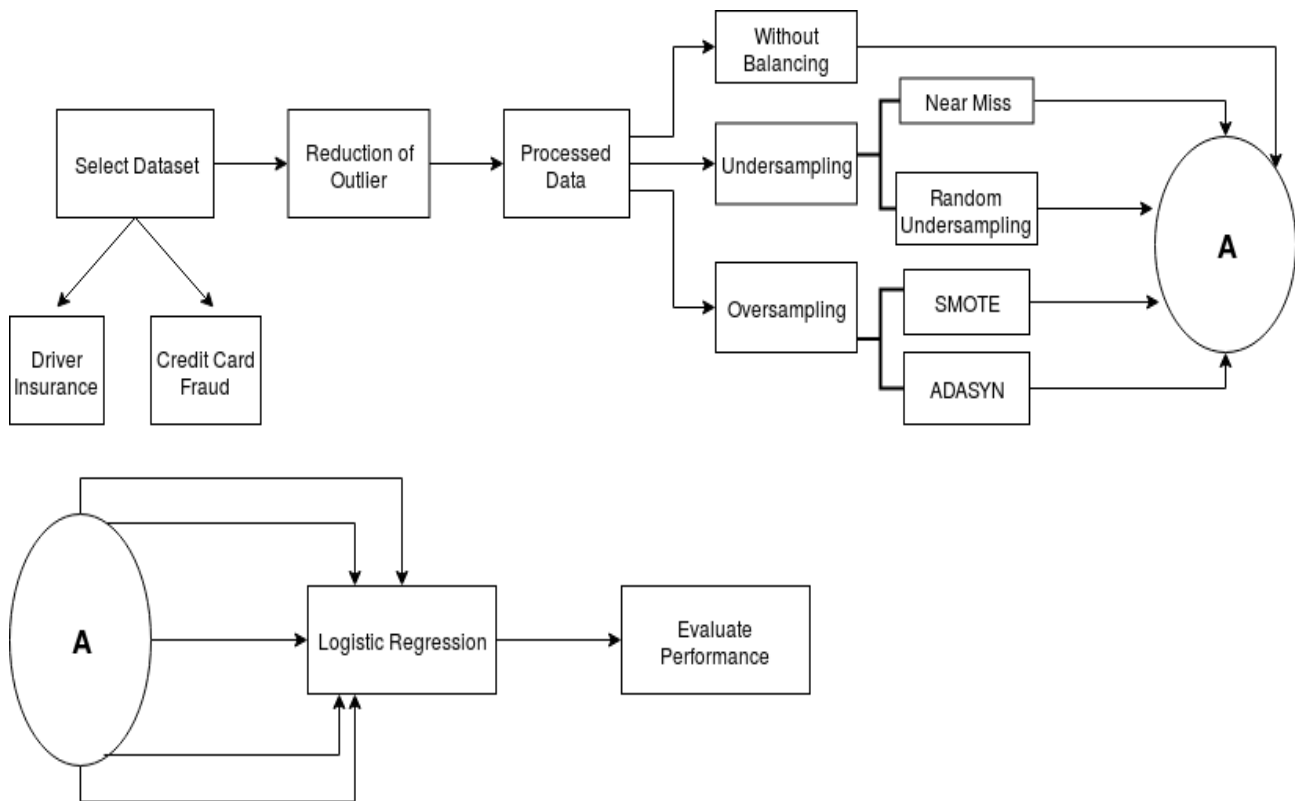 Without
Balancing
Near Miss
Select Dataset
Reduction of
Outlier
Processed
Data
Undersampling
Random
Undersampling
A
Oversampling
SMOTE
ADASYN
Driver
Insurance
Credit Card
Fraud
A
Logistic Regression
Evaluate
Performance